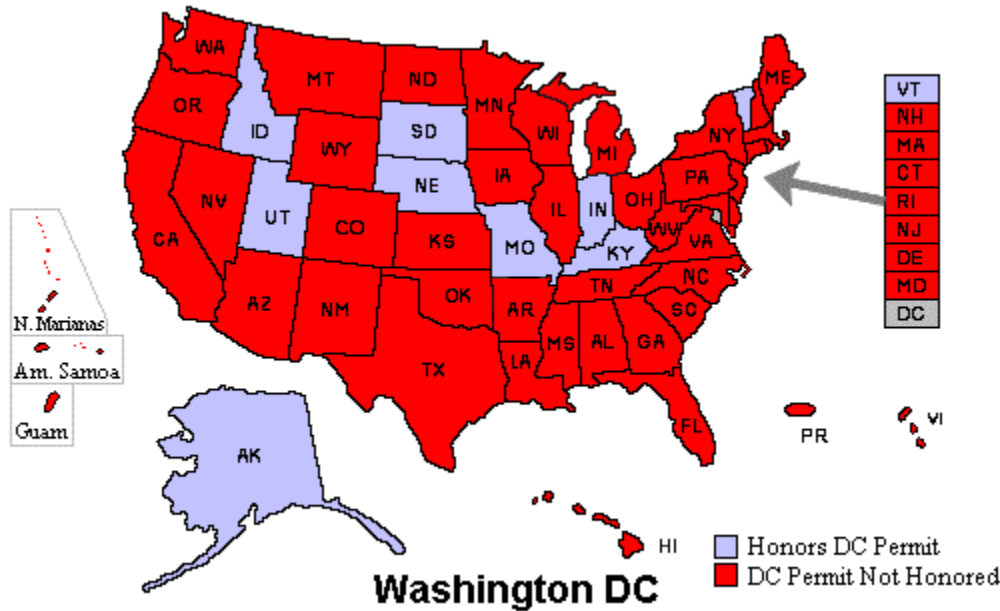 WA
MT
ND
MN
ME
OR
ID
SD
WI
MI
NY
WY
IA
PA
NE
NV
UT
CO
IL
IN
OH
WV
VA
CA
KS
MO
KY
AZ
NM
OK
AR
TN
NC
SC
TX
LA
MS
AL
GA
FL
AK
HI
VT
NH
MA
CT
RI
NJ
DE
MD
DC
N. Marianas
Am. Samoa
Guam
PR
VI
Honors DC Permit
DC Permit Not Honored
Washington DC